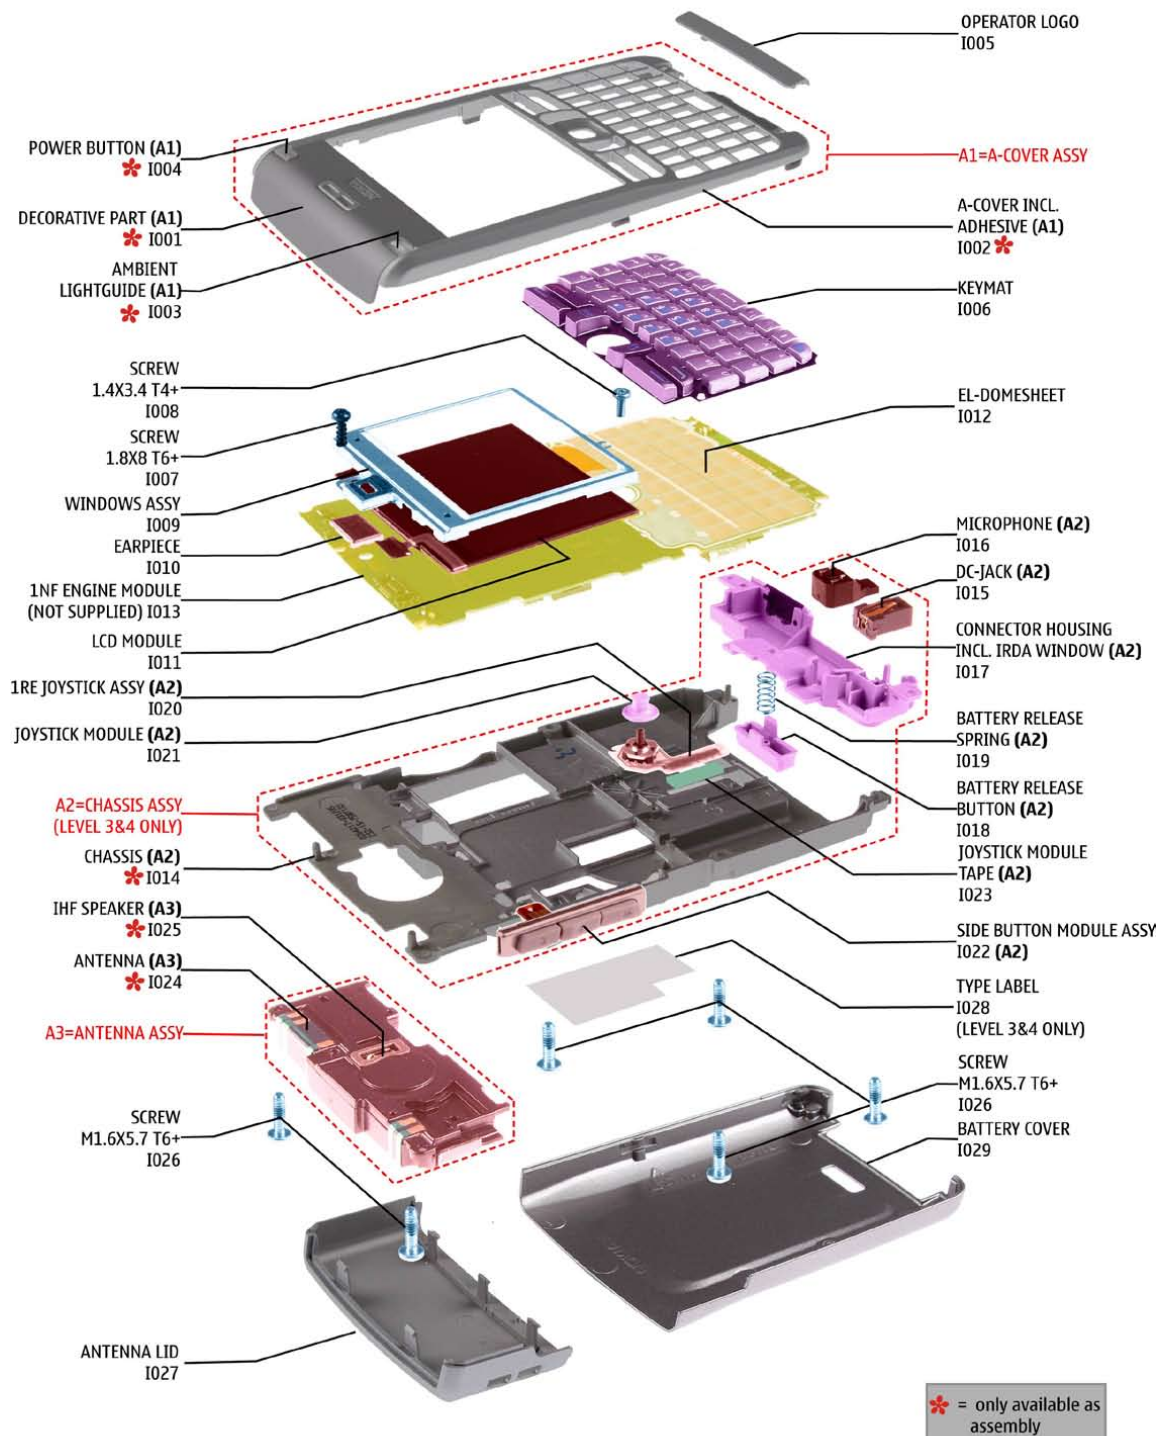 OPERATOR LOGO
I005
POWER BUTTON (A1)
* I004
A1=A-COVER ASSY
DECORATIVE PART (A1)
* I001
A-COVER INCL.
ADHESIVE (A1)
I002 *
AMBIENT
LIGHTGUIDE (A1)
* I003
KEYMAT
I006
SCREW
1.4X3.4 T4+
I008
EL-DOMESHEET
I012
SCREW
1.8X8 T6+
I007
WINDOWS ASSY
I009
EARPIECE
I010
MICROPHONE (A2)
I016
1NF ENGINE MODULE
(NOT SUPPLIED) I013
DC-JACK (A2)
I015
LCD MODULE
I011
CONNECTOR HOUSING
INCL. IRDA WINDOW (A2)
I017
1RE JOYSTICK ASSY (A2)
I020
JOYSTICK MODULE (A2)
I021
BATTERY RELEASE
SPRING (A2)
I019
A2=CHASSIS ASSY
(LEVEL 3&4 ONLY)
BATTERY RELEASE
BUTTON (A2)
I018
CHASSIS (A2)
* I014
JOYSTICK MODULE
TAPE (A2)
I023
IHF SPEAKER (A3)
* I025
SIDE BUTTON MODULE ASSY
I022 (A2)
ANTENNA (A3)
* I024
TYPE LABEL
I028
(LEVEL 3&4 ONLY)
A3=ANTENNA ASSY
SCREW
M1.6X5.7 T6+
I026
SCREW
M1.6X5.7 T6+
I026
BATTERY COVER
I029
ANTENNA LID
I027
* = only available as
assembly